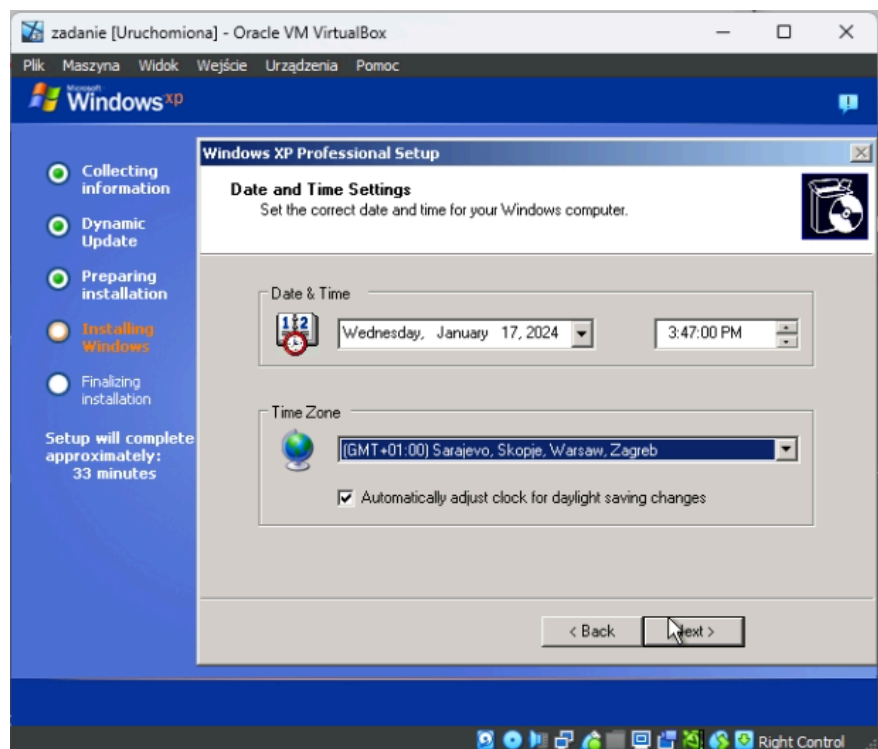 zadanie [Uruchomiona] - Oracle VM VirtualBox
Plik Maszyna Widok Wejście Urządzenia Pomoc
Microsoft
Windows xp
Collecting
information
Dynamic
Update
Preparing
installation
Installing
Windows
Finalizing
installation
Setup will complete
approximately:
33 minutes
Windows XP Professional Setup
Date and Time Settings
Set the correct date and time for your Windows computer.
Date & Time
Wednesday, January 17, 2024
3:47:00 PM
Time Zone
(GMT+01:00) Sarajevo, Skopje, Warsaw, Zagreb
Automatically adjust clock for daylight saving changes
< Back
Next >
Right Control